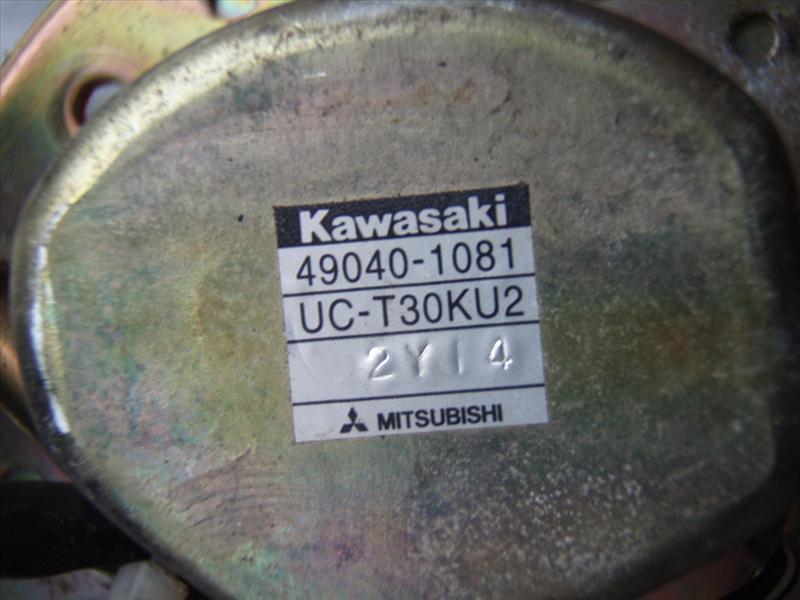 Kawasaki
49040-1081
UC-T30KU2
2Y14
MITSUBISHI